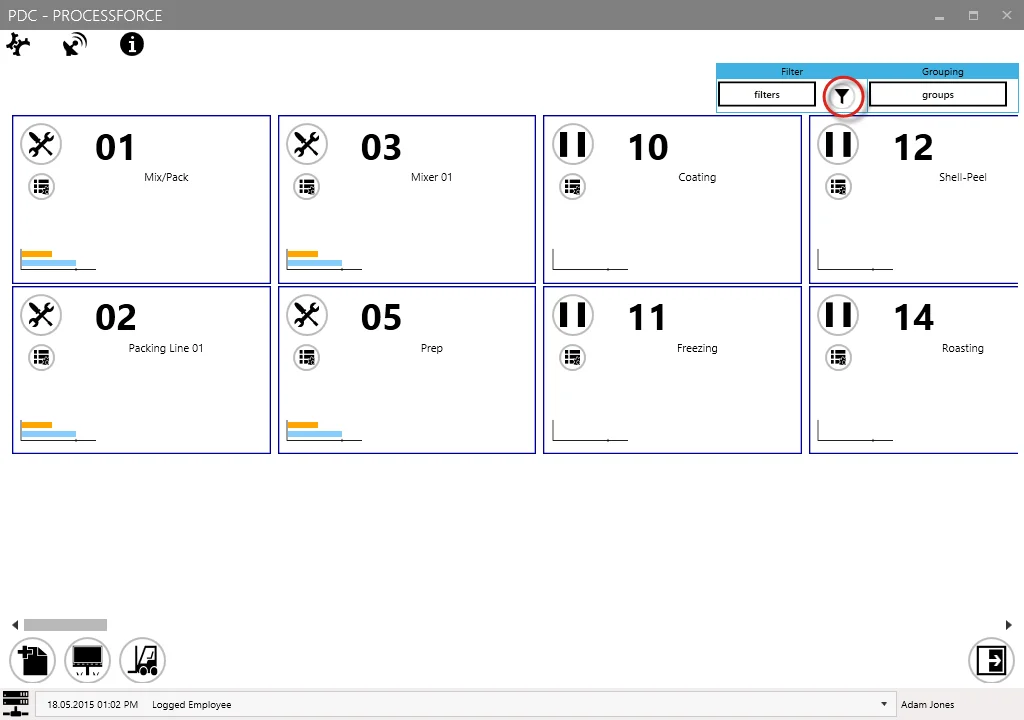 PDC - PROCESSFORCE
Filter
Grouping
filters
groups
01
Mix/Pack
03
Mixer 01
10
Coating
12
Shell-Peel
02
Packing Line 01
05
Prep
11
Freezing
14
Roasting
18.05.2015 01:02 PM Logged Employee
Adam Jones